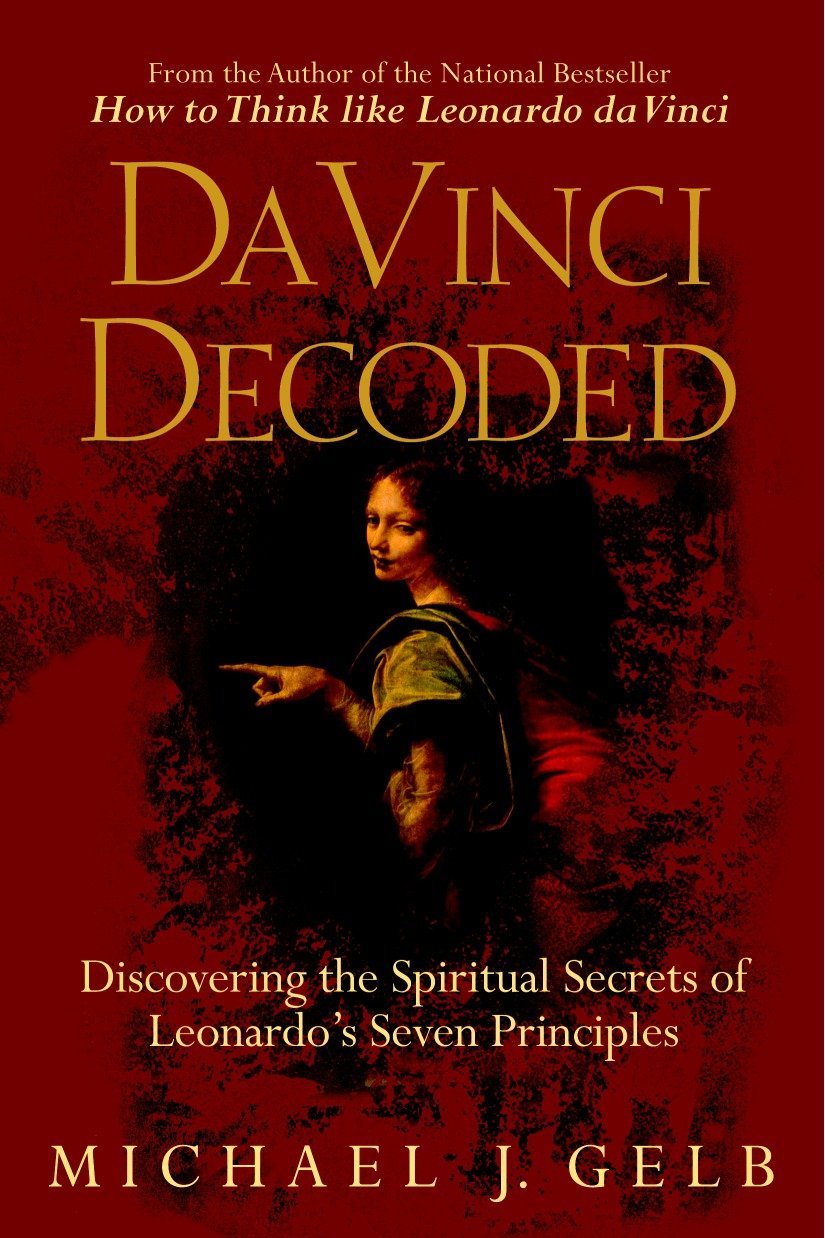 From the Author of the National Bestseller
How to Think like Leonardo da Vinci
DA VINCI
DECODED
Discovering the Spiritual Secrets of
Leonardo's Seven Principles
MICHAEL J. GELB